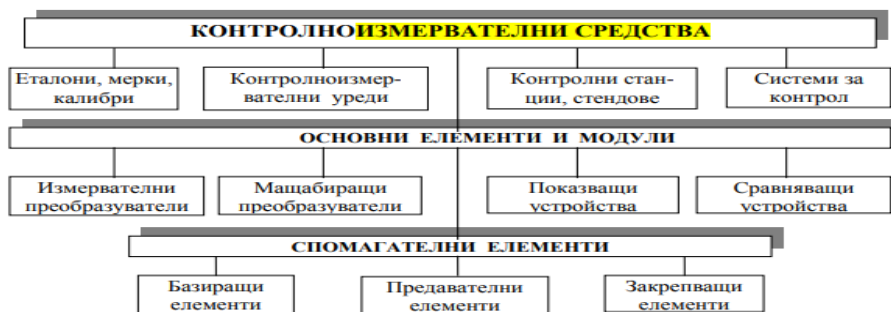 КОНТРОЛНОИЗМЕРВАТЕЛНИ СРЕДСТВА
Еталони, мерки,
калибри
Контролноизмер-
вателни уреди
Контролни стан-
ции, стендове
Системи за
контрол
ОСНОВНИ ЕЛЕМЕНТИ И МОДУЛИ
Измервателни
преобразуватели
Мащабиращи
преобразуватели
Показващи
устройства
Сравняващи
устройства
СПОМАГАТЕЛНИ ЕЛЕМЕНТИ
Базиращи
елементи
Предавателни
елементи
Закрепващи
елементи